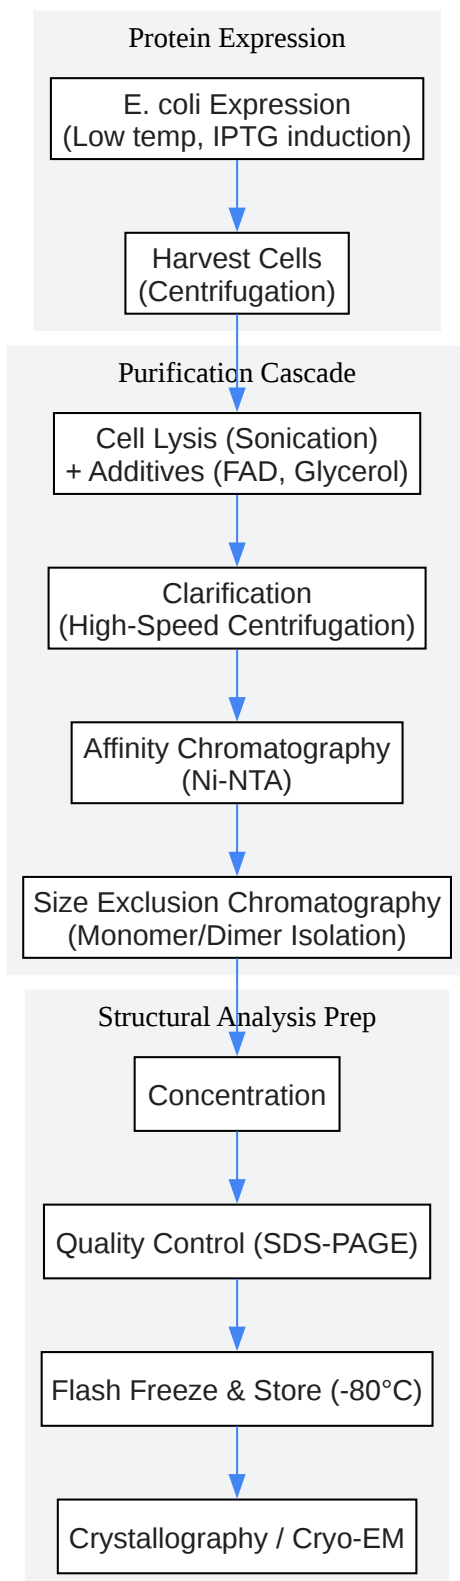 Protein Expression
E. coli Expression
(Low temp, IPTG induction)
Harvest Cells
(Centrifugation)
Purification Cascade
Cell Lysis (Sonication)
+ Additives (FAD, Glycerol)
Clarification
(High-Speed Centrifugation)
Affinity Chromatography
(Ni-NTA)
Size Exclusion Chromatography
(Monomer/Dimer Isolation)
Structural Analysis Prep
Concentration
Quality Control (SDS-PAGE)
Flash Freeze & Store (-80°C)
Crystallography / Cryo-EM